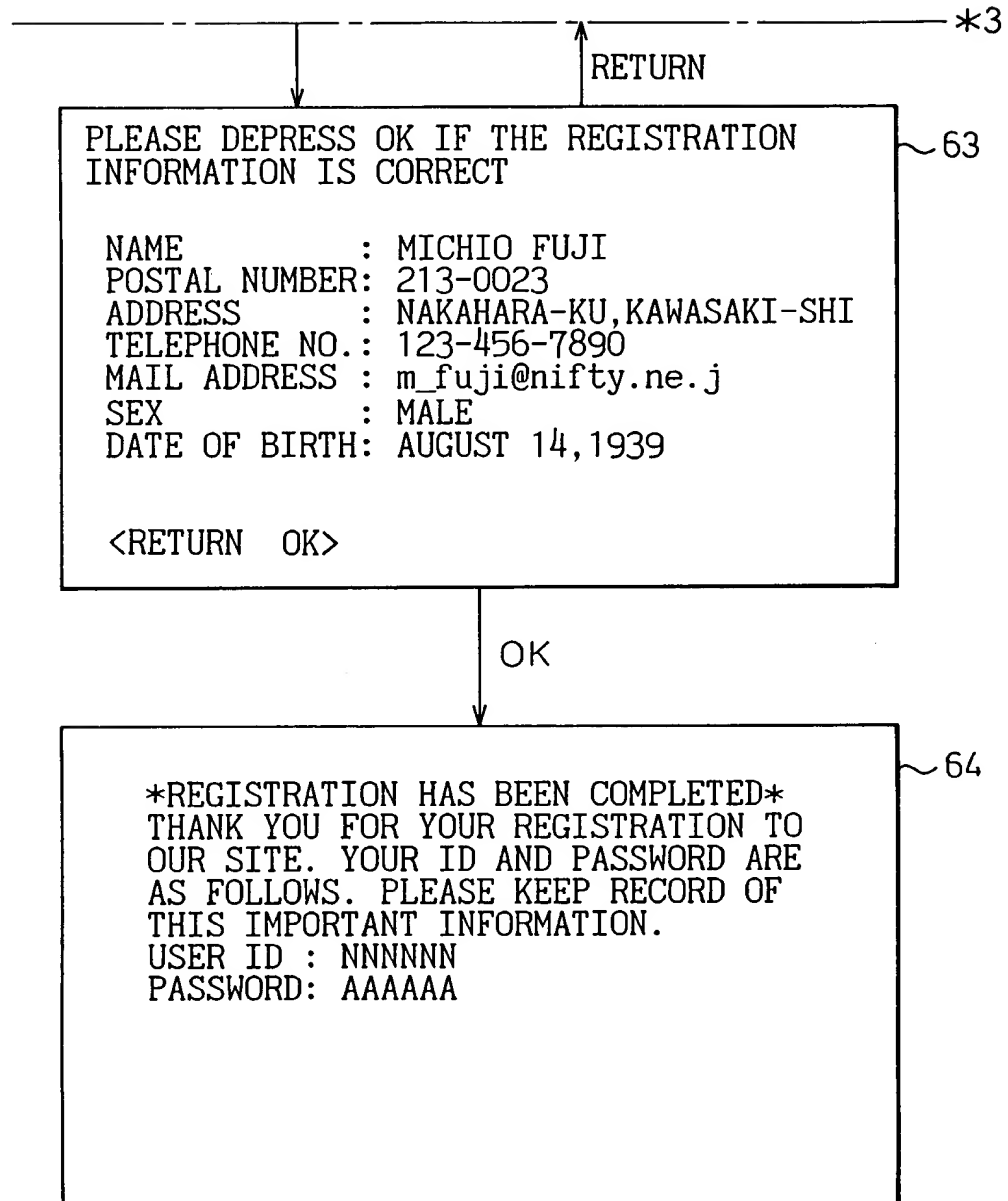 *3
RETURN
PLEASE DEPRESS OK IF THE REGISTRATION
INFORMATION IS CORRECT
63
NAME : MICHIO FUJI
POSTAL NUMBER: 213-0023
ADDRESS : NAKAHARA-KU,KAWASAKI-SHI
TELEPHONE NO.: 123-456-7890
MAIL ADDRESS : m_fuji@nifty.ne.j
SEX : MALE
DATE OF BIRTH: AUGUST 14,1939
<RETURN OK>
OK
64
*REGISTRATION HAS BEEN COMPLETED*
THANK YOU FOR YOUR REGISTRATION TO
OUR SITE. YOUR ID AND PASSWORD ARE
AS FOLLOWS. PLEASE KEEP RECORD OF
THIS IMPORTANT INFORMATION.
USER ID : NNNNNN
PASSWORD: AAAAAA